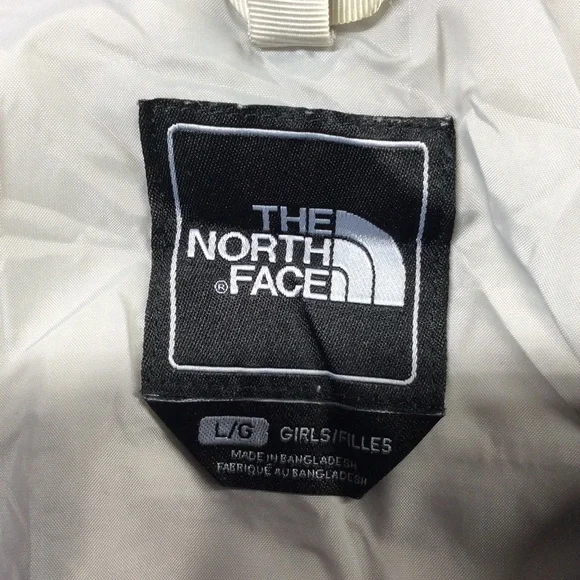 THE
NORTH
®FACE
L/G GIRLS/FILLES
MADE IN BANGLADESH
FABRIQUÉ AU BANGLADESH